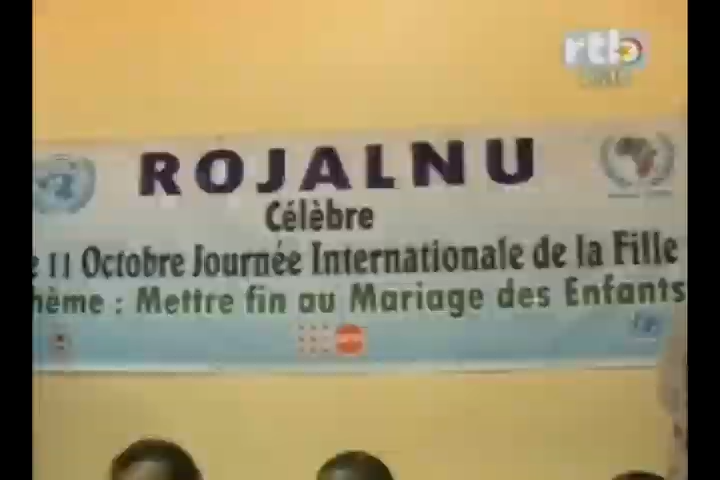 rtb
ROJALNU
Célèbre
e 11 Octobre Journée Internationale de la Fille
hème : Mettre fin au Mariage des Enfants